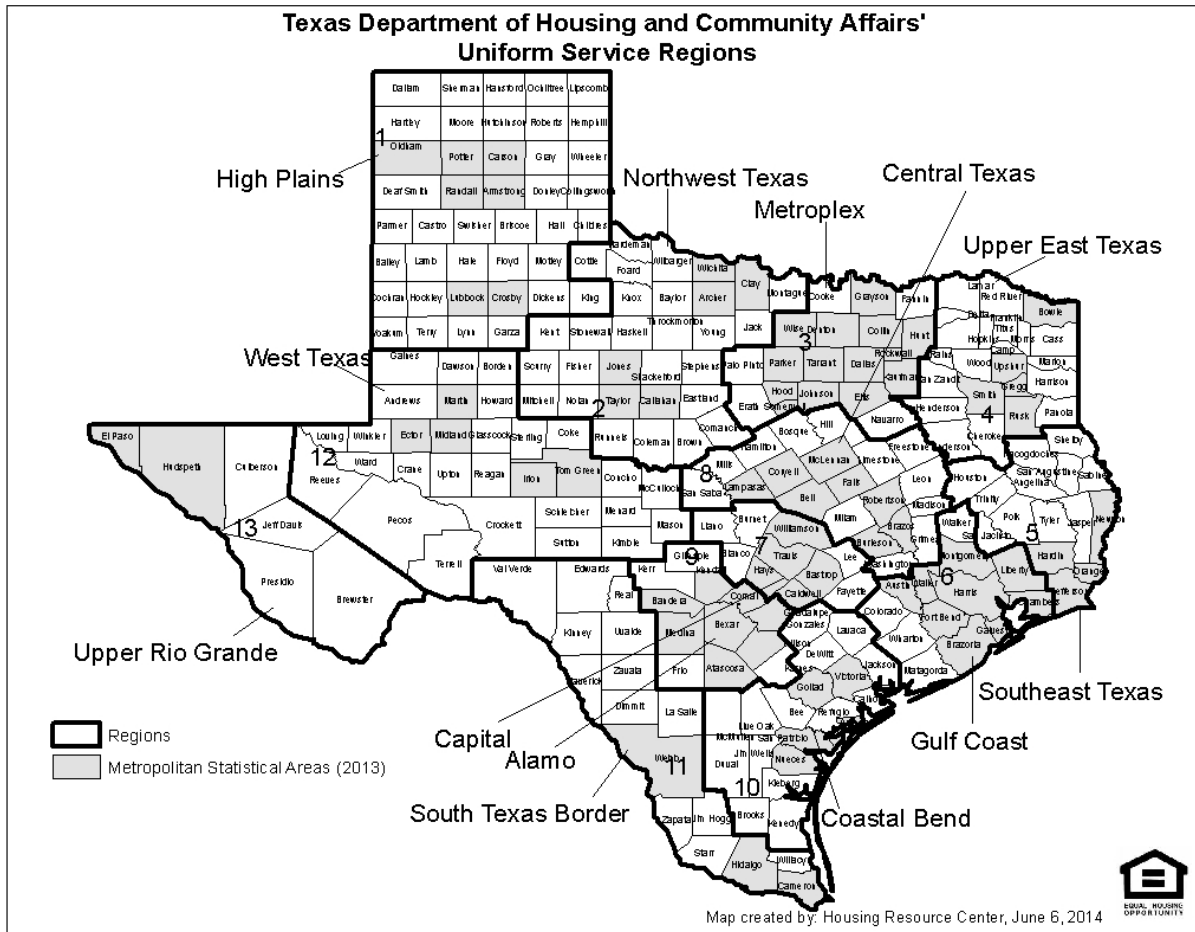 Texas Department of Housing and Community Affairs'
Uniform Service Regions
Dallam Sherman Hansford Ochiltree Lipscomb
Hartley Moore Hutchinson Roberts Hemphill
1
Oldham Potter Carson Gray Wheeler
High Plains
Deaf Smith Randall Armstrong Donley Collingsworth
Northwest Texas
Central Texas
Metroplex
Upper East Texas
Parmer Castro Swisher Briscoe Hall Childress
Bailey Lamb Hale Floyd Motley Cottle
Hardeman Foard Wilbarger Wichita Clay Montague Cooke Grayson Fannin Lamar Red River Bowie
Cochran Hockley Lubbock Crosby Dickens King Knox Baylor Archer
Yoakum Terry Lynn Garza Kent Stonewall Haskell Throckmorton Young Jack
Wise Denton Collin Hunt Delta Franklin Titus Hopkins Morris Cass
3
West Texas
Gaines Dawson Borden Scurry Fisher Jones Shackelford Stephens Palo Pinto Parker Tarrant Dallas Rockwall Kaufman Rains Wood Camp Upshur Marion
Andrews Martin Howard Mitchell Nolan Taylor Callahan Eastland Erath Hood Somervell Johnson Ellis Van Zandt Smith Gregg Harrison
2
4
Henderson Rusk Panola
Navarro Cherokee Anderson
El Paso Hudspeth Culberson
Loving Winkler Ector Midland Glasscock Sterling Coke Runnels Coleman Brown Comanche
12
Hamilton Bosque Hill Freestone Limestone McLennan
Shelby Nacogdoches San Augustine Sabine Angelina Houston Trinity
Reeves Ward Crane Upton Reagan Irion Tom Green Concho McCulloch
8
San Saba Mills Lampasas Coryell Bell Falls Leon Robertson Madison Milam Brazos Grimes Burleson Washington
Polk Tyler Jasper Newton
5
13
Jeff Davis Pecos Crockett Schleicher Menard Mason Sutton Kimble
Llano Burnet Williamson
7
Blanco Travis Hays Bastrop Lee Fayette Caldwell
Walker San Jacinto Montgomery Liberty Hardin Orange Jefferson Chambers
6
Presidio Brewster Terrell
Val Verde Edwards Real Kerr Gillespie Kendall
9
Bandera Comal Guadalupe Gonzales Bexar Medina
Austin Waller Harris Colorado Fort Bend Galves Wharton Brazoria Matagorda
Upper Rio Grande
Kinney Uvalde Wilson Lavaca DeWitt Jackson
Maverick Zavala Frio Atascosa Karnes Goliad Victoria
Southeast Texas
Dimmit La Salle McMullen Live Oak Bee Refugio San Patricio
Gulf Coast
Regions
Metropolitan Statistical Areas (2013)
Capital
Alamo
Webb
11
Duval Jim Wells Nueces Kleberg
10
South Texas Border
Coastal Bend
Zapata Jim Hogg Brooks Kenedy
Starr Hidalgo Willacy Cameron
EQUAL HOUSING
OPPORTUNITY
Map created by: Housing Resource Center, June 6, 2014